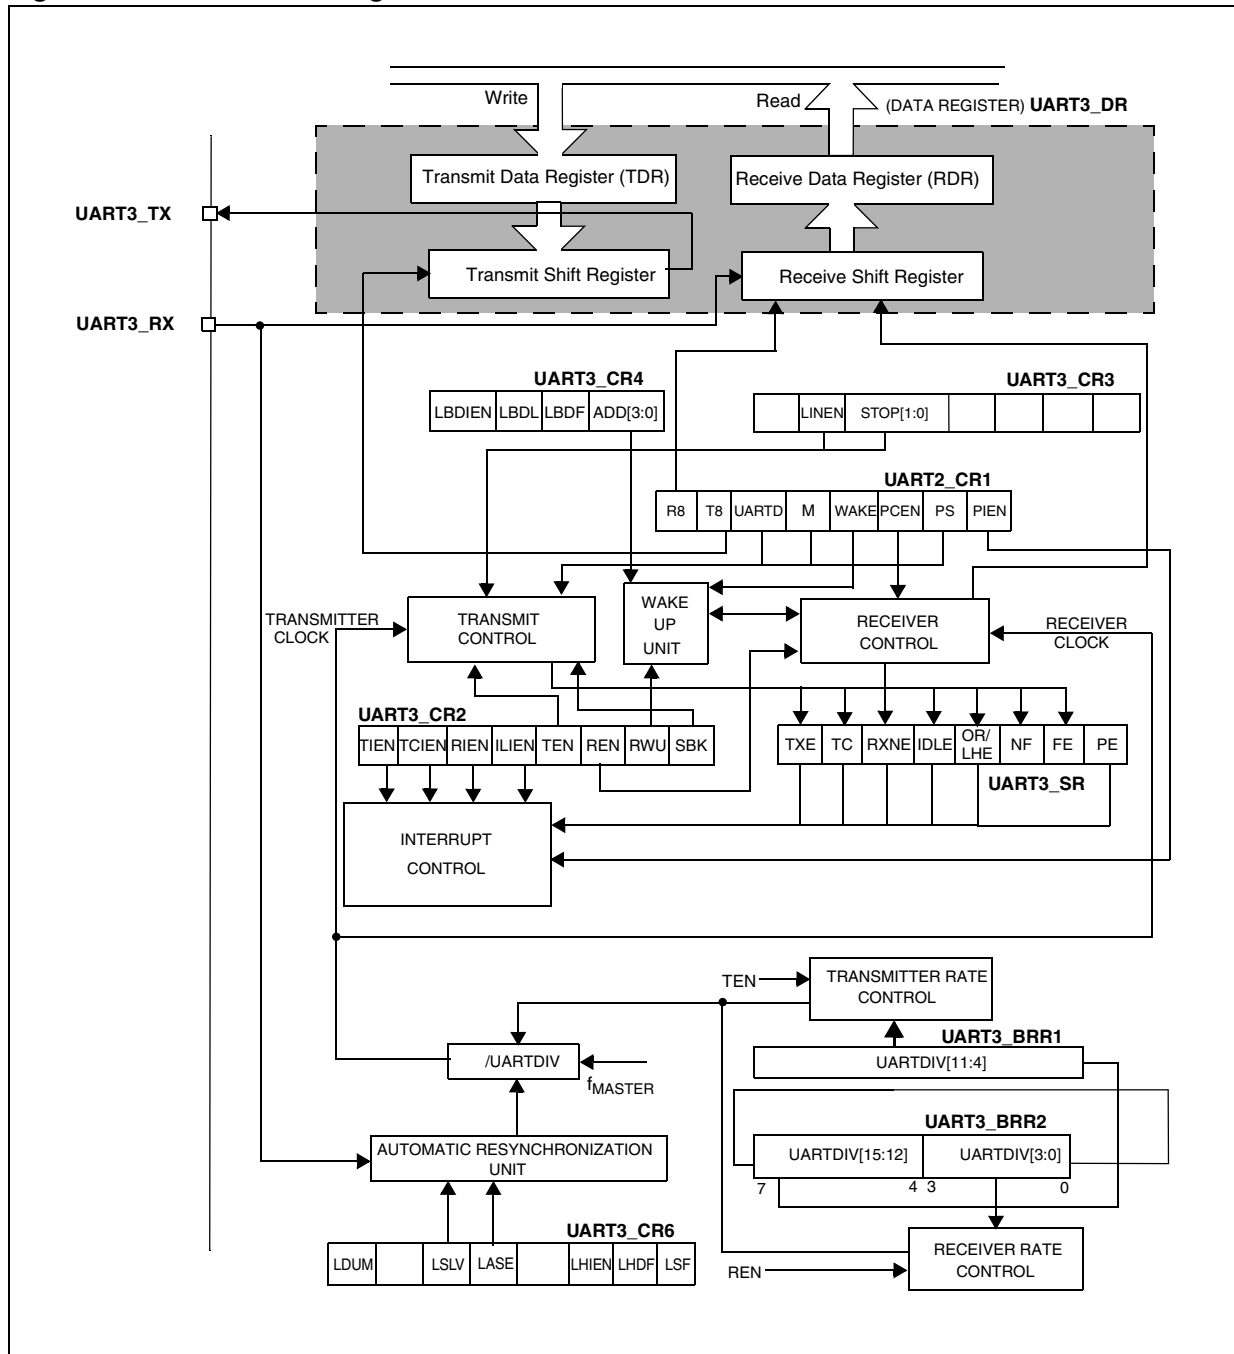 Write
Read
(DATA REGISTER) UART3_DR
Transmit Data Register (TDR)
Receive Data Register (RDR)
UART3_TX
Transmit Shift Register
Receive Shift Register
UART3_RX
UART3_CR4
LBDIEN LBDL LBDF ADD[3:0]
UART3_CR3
LINEN STOP[1:0]
UART2_CR1
R8 T8 UARTD M WAKE PCEN PS PIEN
TRANSMITTER
CLOCK
TRANSMIT
CONTROL
WAKE
UP
UNIT
RECEIVER
CONTROL
RECEIVER
CLOCK
UART3_CR2
TIEN TCIEN RIEN ILIEN TEN REN RWU SBK
TXE TC RXNE IDLE OR/ LHE NF FE PE
UART3_SR
INTERRUPT
CONTROL
TEN
TRANSMITTER RATE
CONTROL
UART3_BRR1
UARTDIV[11:4]
/UARTDIV
fMASTER
UART3_BRR2
UARTDIV[15:12] UARTDIV[3:0]
7 4 3 0
AUTOMATIC RESYNCHRONIZATION
UNIT
UART3_CR6
LDUM LSLV LASE LHIEN LHDF LSF
REN
RECEIVER RATE
CONTROL